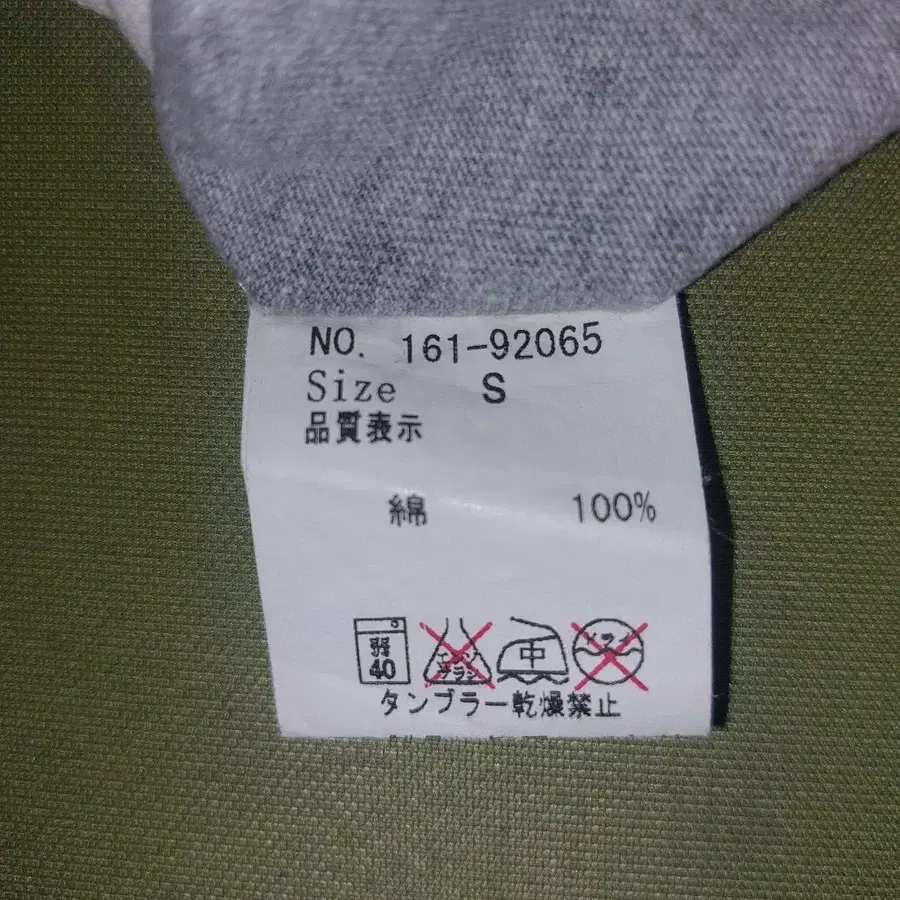 NO. 161-92065
Size S
品質表示
綿 100%
弱 40 エンソサラシ 中 ドライ
タンブラー乾燥禁止